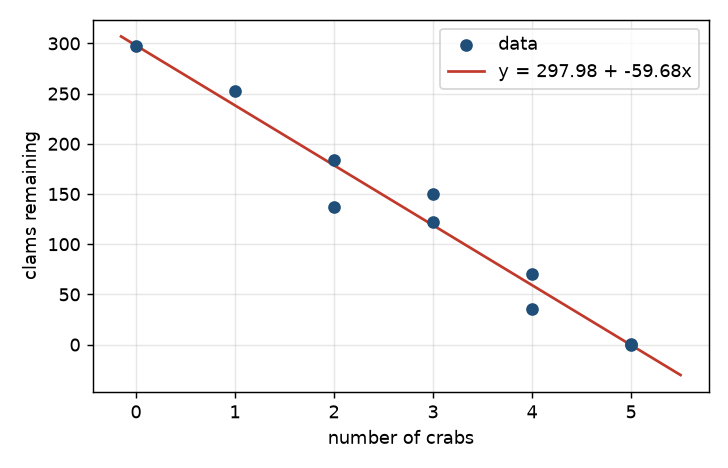 data
y = 297.98 + -59.68x
300
250
200
150
100
50
0
clams remaining
0 1 2 3 4 5
number of crabs